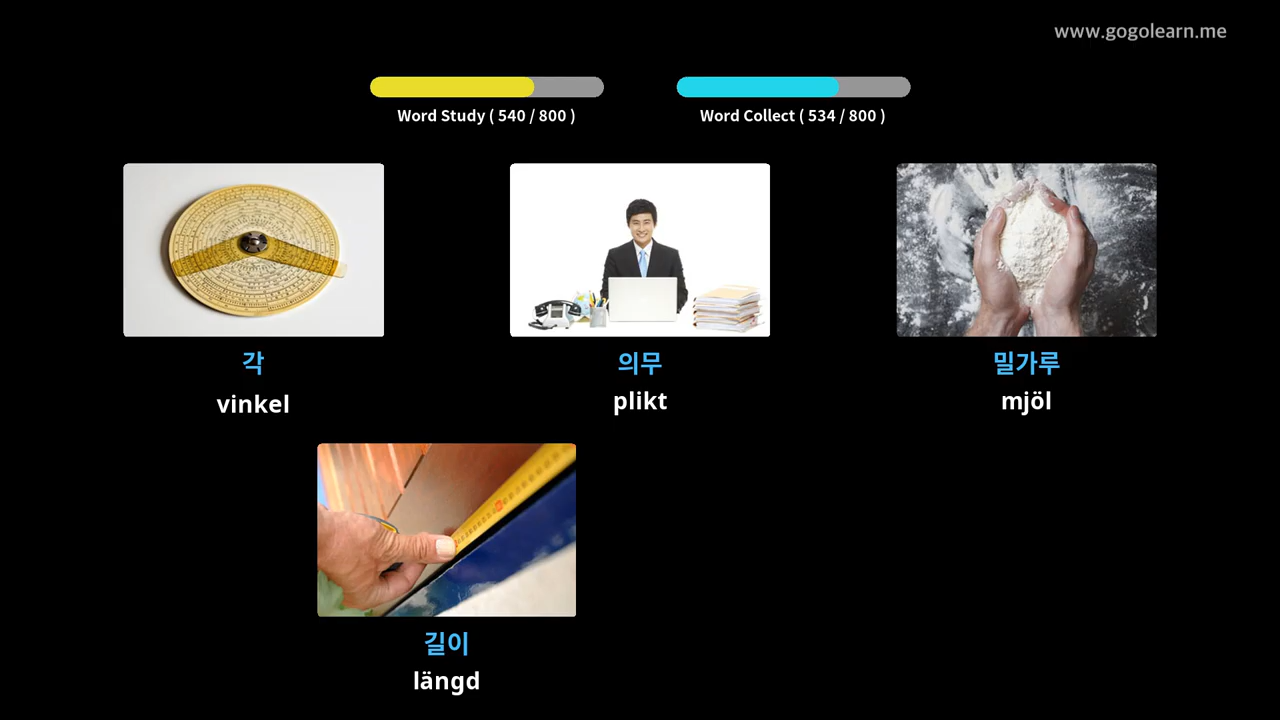 www.gogolearn.me
Word Study ( 540 / 800 )
Word Collect ( 534 / 800 )
각
vinkel
의무
plikt
밀가루
mjöl
길이
längd